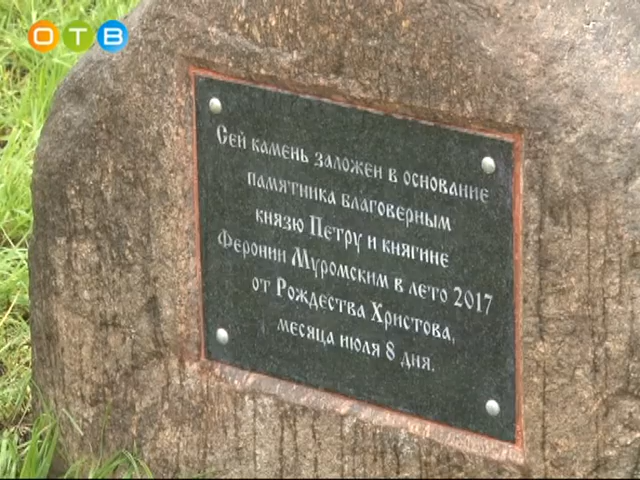 ОТВ
Сей камень заложен в основание
памятника благоверным
князю Петру и княгине
Феронии Муромским в лето 2017
от Рождества Христова,
месяца июля 8 дня.